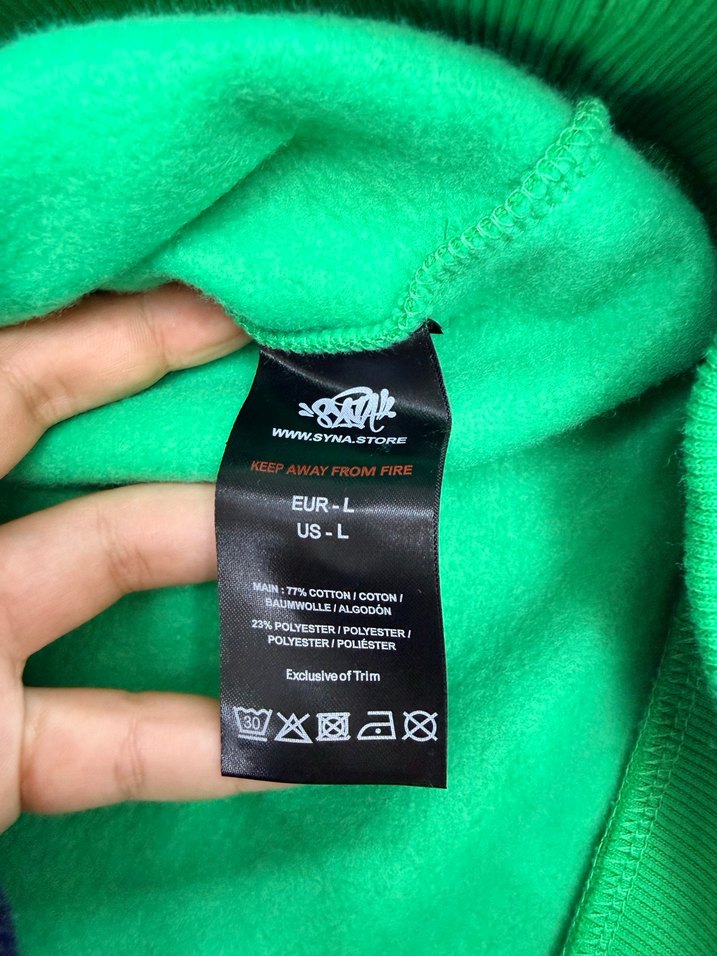 SYNA
WWW.SYNA.STORE
KEEP AWAY FROM FIRE
EUR - L
US - L
MAIN : 77% COTTON / COTON /
BAUMWOLLE / ALGODÓN
23% POLYESTER / POLYESTER /
POLYESTER / POLIÉSTER
Exclusive of Trim
30